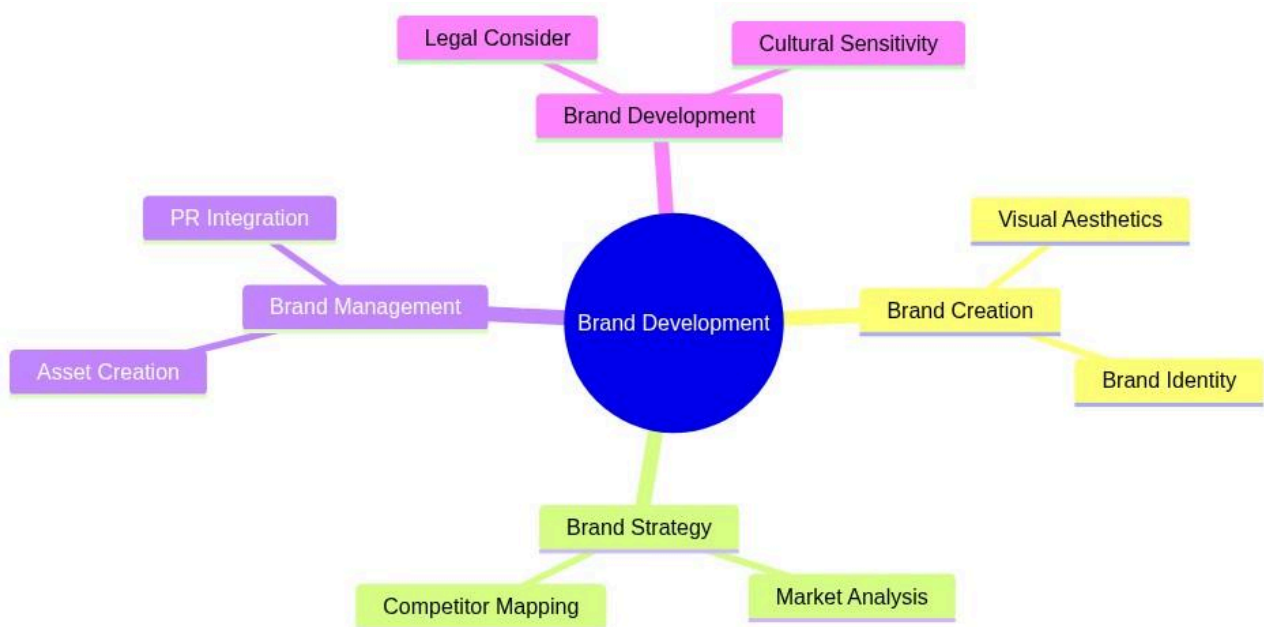 Legal Consider
Cultural Sensitivity
Brand Development
PR Integration
Visual Aesthetics
Brand Management
Brand Development
Brand Creation
Asset Creation
Brand Identity
Brand Strategy
Competitor Mapping
Market Analysis